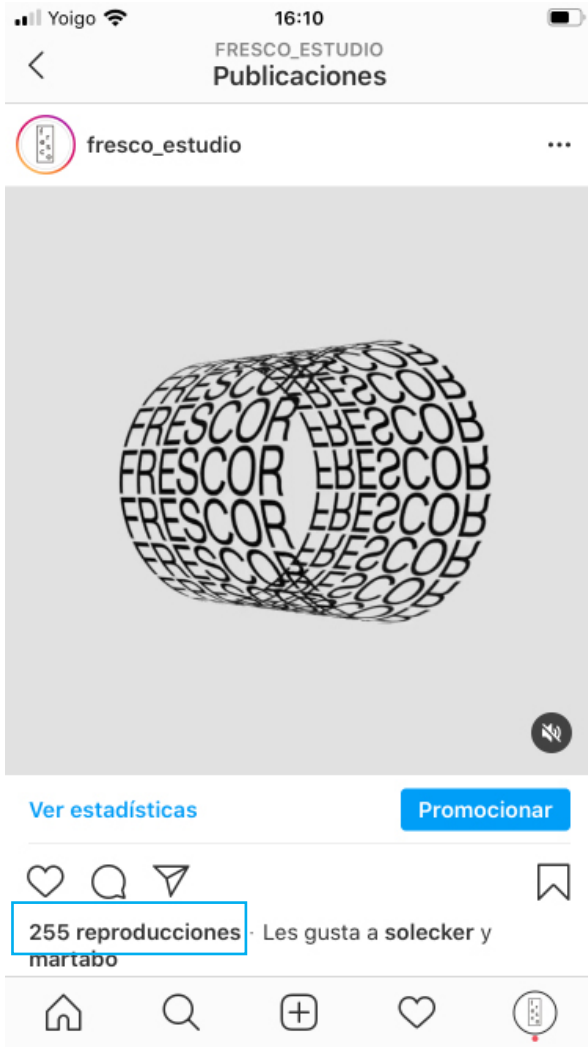 Yoigo 16:10
FRESCO_ESTUDIO
Publicaciones
fresco_estudio
FRESCOR
FRESCOR
FRESCOR
FRESCOR
FRESCOR
Ver estadísticas
Promocionar
255 reproducciones · Les gusta a solecker y
martabo